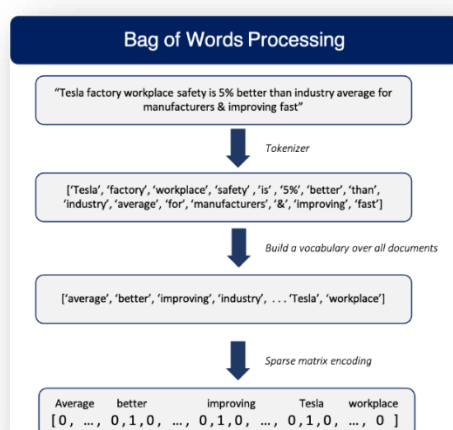 Bag of Words Processing
“Tesla factory workplace safety is 5% better than industry average for
manufacturers & improving fast”
Tokenizer
[‘Tesla’, ‘factory’, ‘workplace’, ‘safety’ , ‘is’ , ‘5%’, ‘better’, ‘than’,
‘industry’, ‘average’, ‘for’, ‘manufacturers’, ‘&’, ‘improving’, ‘fast’]
Build a vocabulary over all documents
[‘average’, ‘better’, ‘improving’, ‘industry’, . . . ‘Tesla’, ‘workplace’]
Sparse matrix encoding
Average better improving Tesla workplace
[0, …, 0,1,0, …, 0,1,0, …, 0,1,0, …, 0 ]